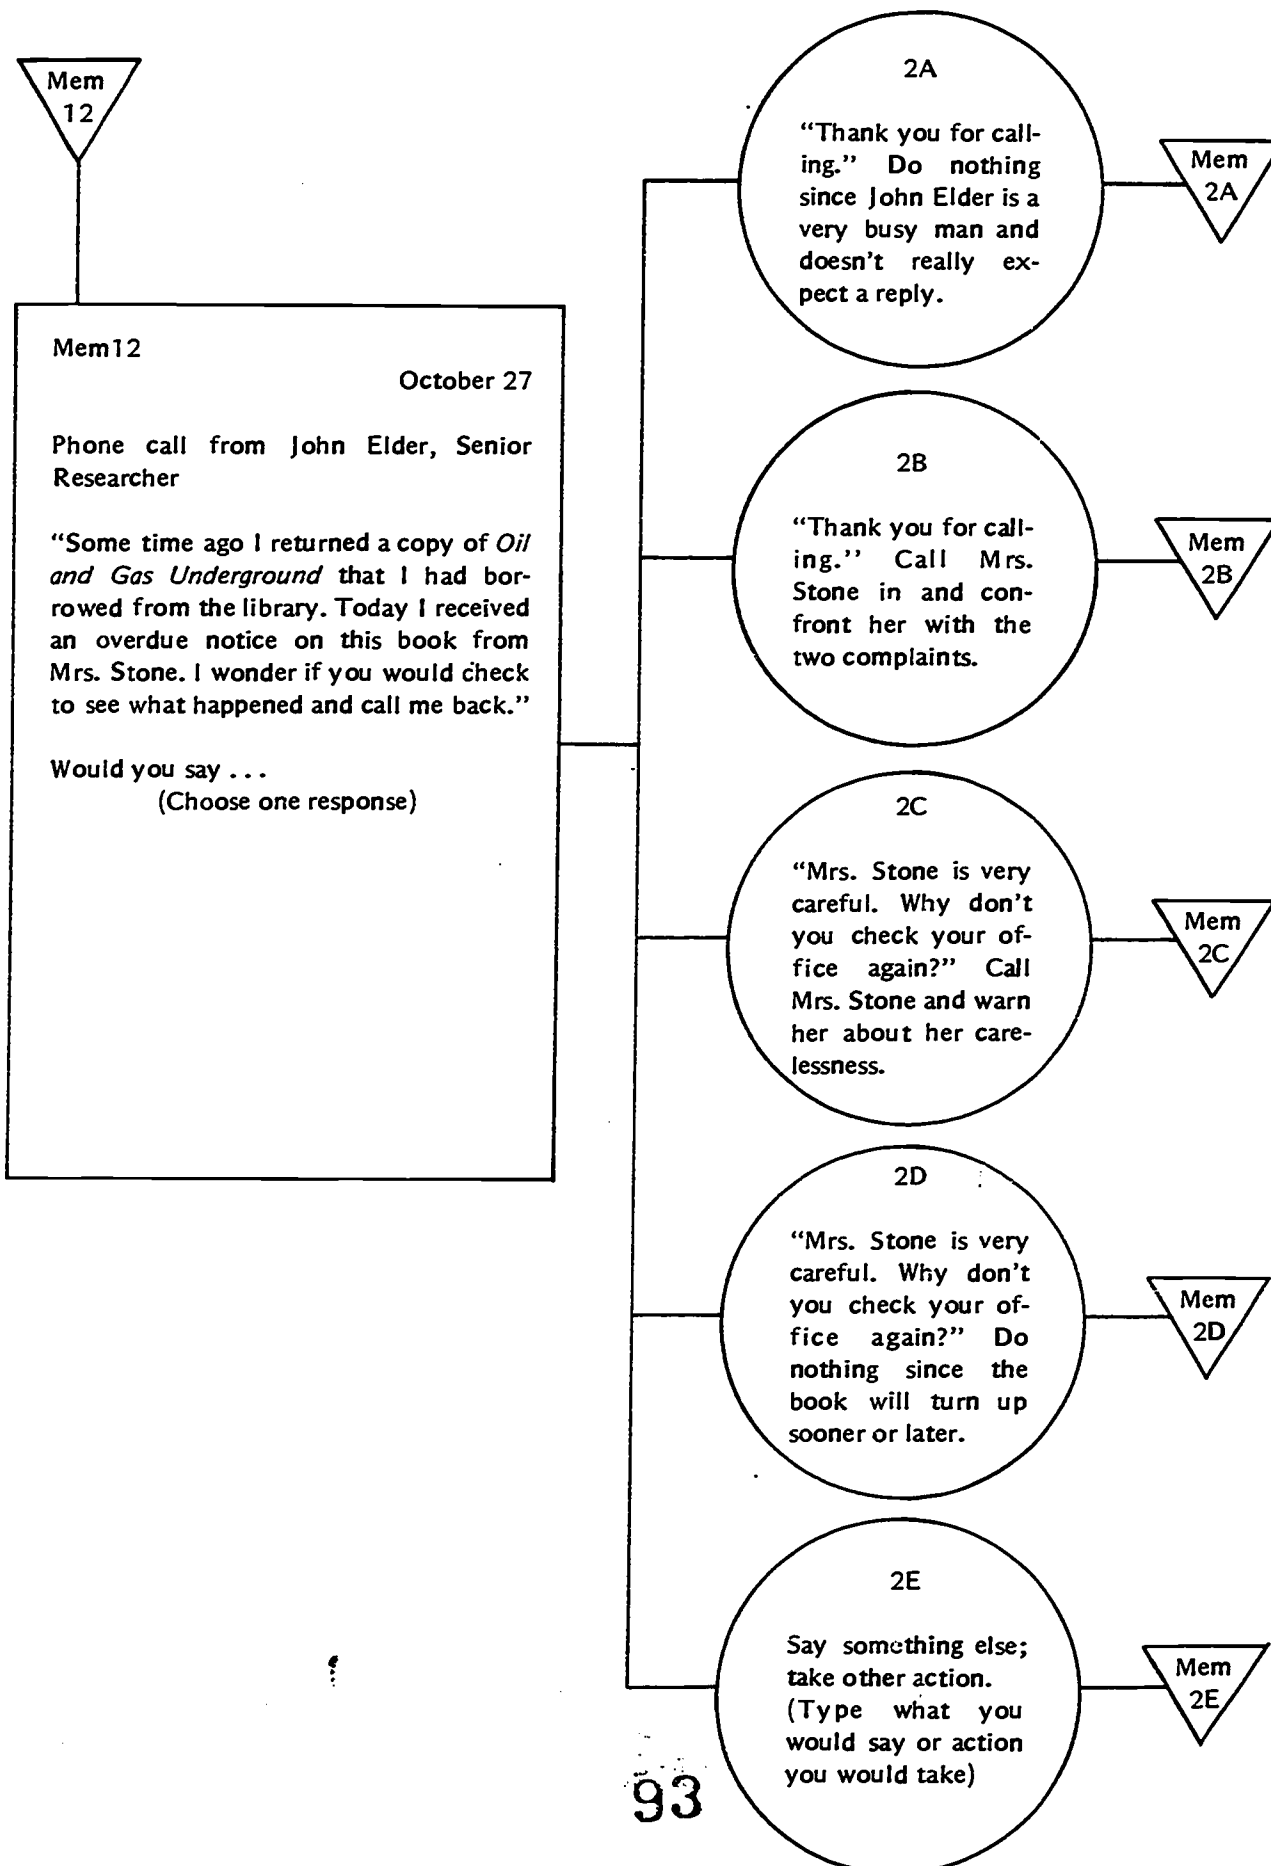 Mem
12
Mem12
October 27
Phone call from John Elder, Senior
Researcher
“Some time ago I returned a copy of Oil
and Gas Underground that I had bor-
rowed from the library. Today I received
an overdue notice on this book from
Mrs. Stone. I wonder if you would check
to see what happened and call me back.”
Would you say ...
(Choose one response)
2A
“Thank you for call-
ing.” Do nothing
since John Elder is a
very busy man and
doesn't really ex-
pect a reply.
Mem
2A
2B
“Thank you for call-
ing.” Call Mrs.
Stone in and con-
front her with the
two complaints.
Mem
2B
2C
“Mrs. Stone is very
careful. Why don't
you check your of-
fice again?” Call
Mrs. Stone and warn
her about her care-
lessness.
Mem
2C
2D
“Mrs. Stone is very
careful. Why don't
you check your of-
fice again?” Do
nothing since the
book will turn up
sooner or later.
Mem
2D
2E
Say something else;
take other action.
(Type what you
would say or action
you would take)
Mem
2E
93